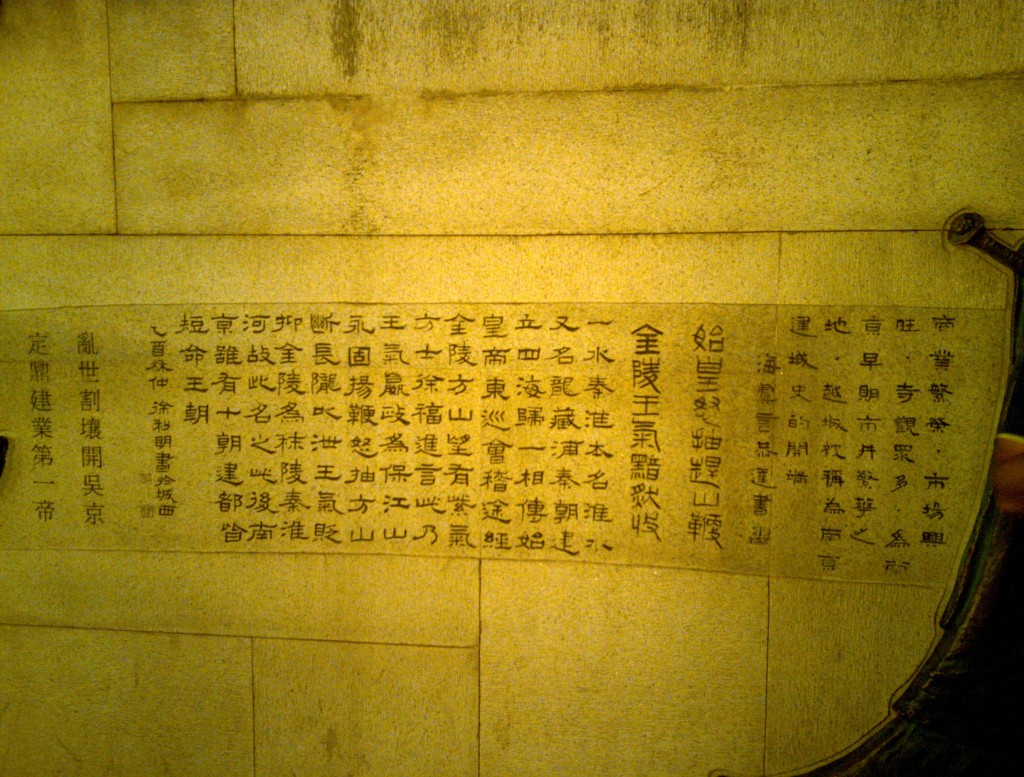 商業繁榮，市場興
旺，寺觀眾多，為南
京早期市井繁華之
地，越城被稱為南京
建城史的開端
海虞言恭達書
始皇怒抽趕山鞭
金陵王氣黯然收
一水秦淮本名淮水
又名龍藏浦秦朝建
立四海歸一相傳始
皇帝東巡會稽途經
金陵方山望有紫氣
方士徐福進言此乃
王氣嬴政為保江山
永固揚鞭怒抽方山
斷長隴以泄王氣貶
抑金陵為秣陵秦淮
河故此名之此後南
京雖有十朝建都皆
短命王朝
乙酉秋仲徐利明書於城西
亂世割壤開吳京
定鼎建業第一帝